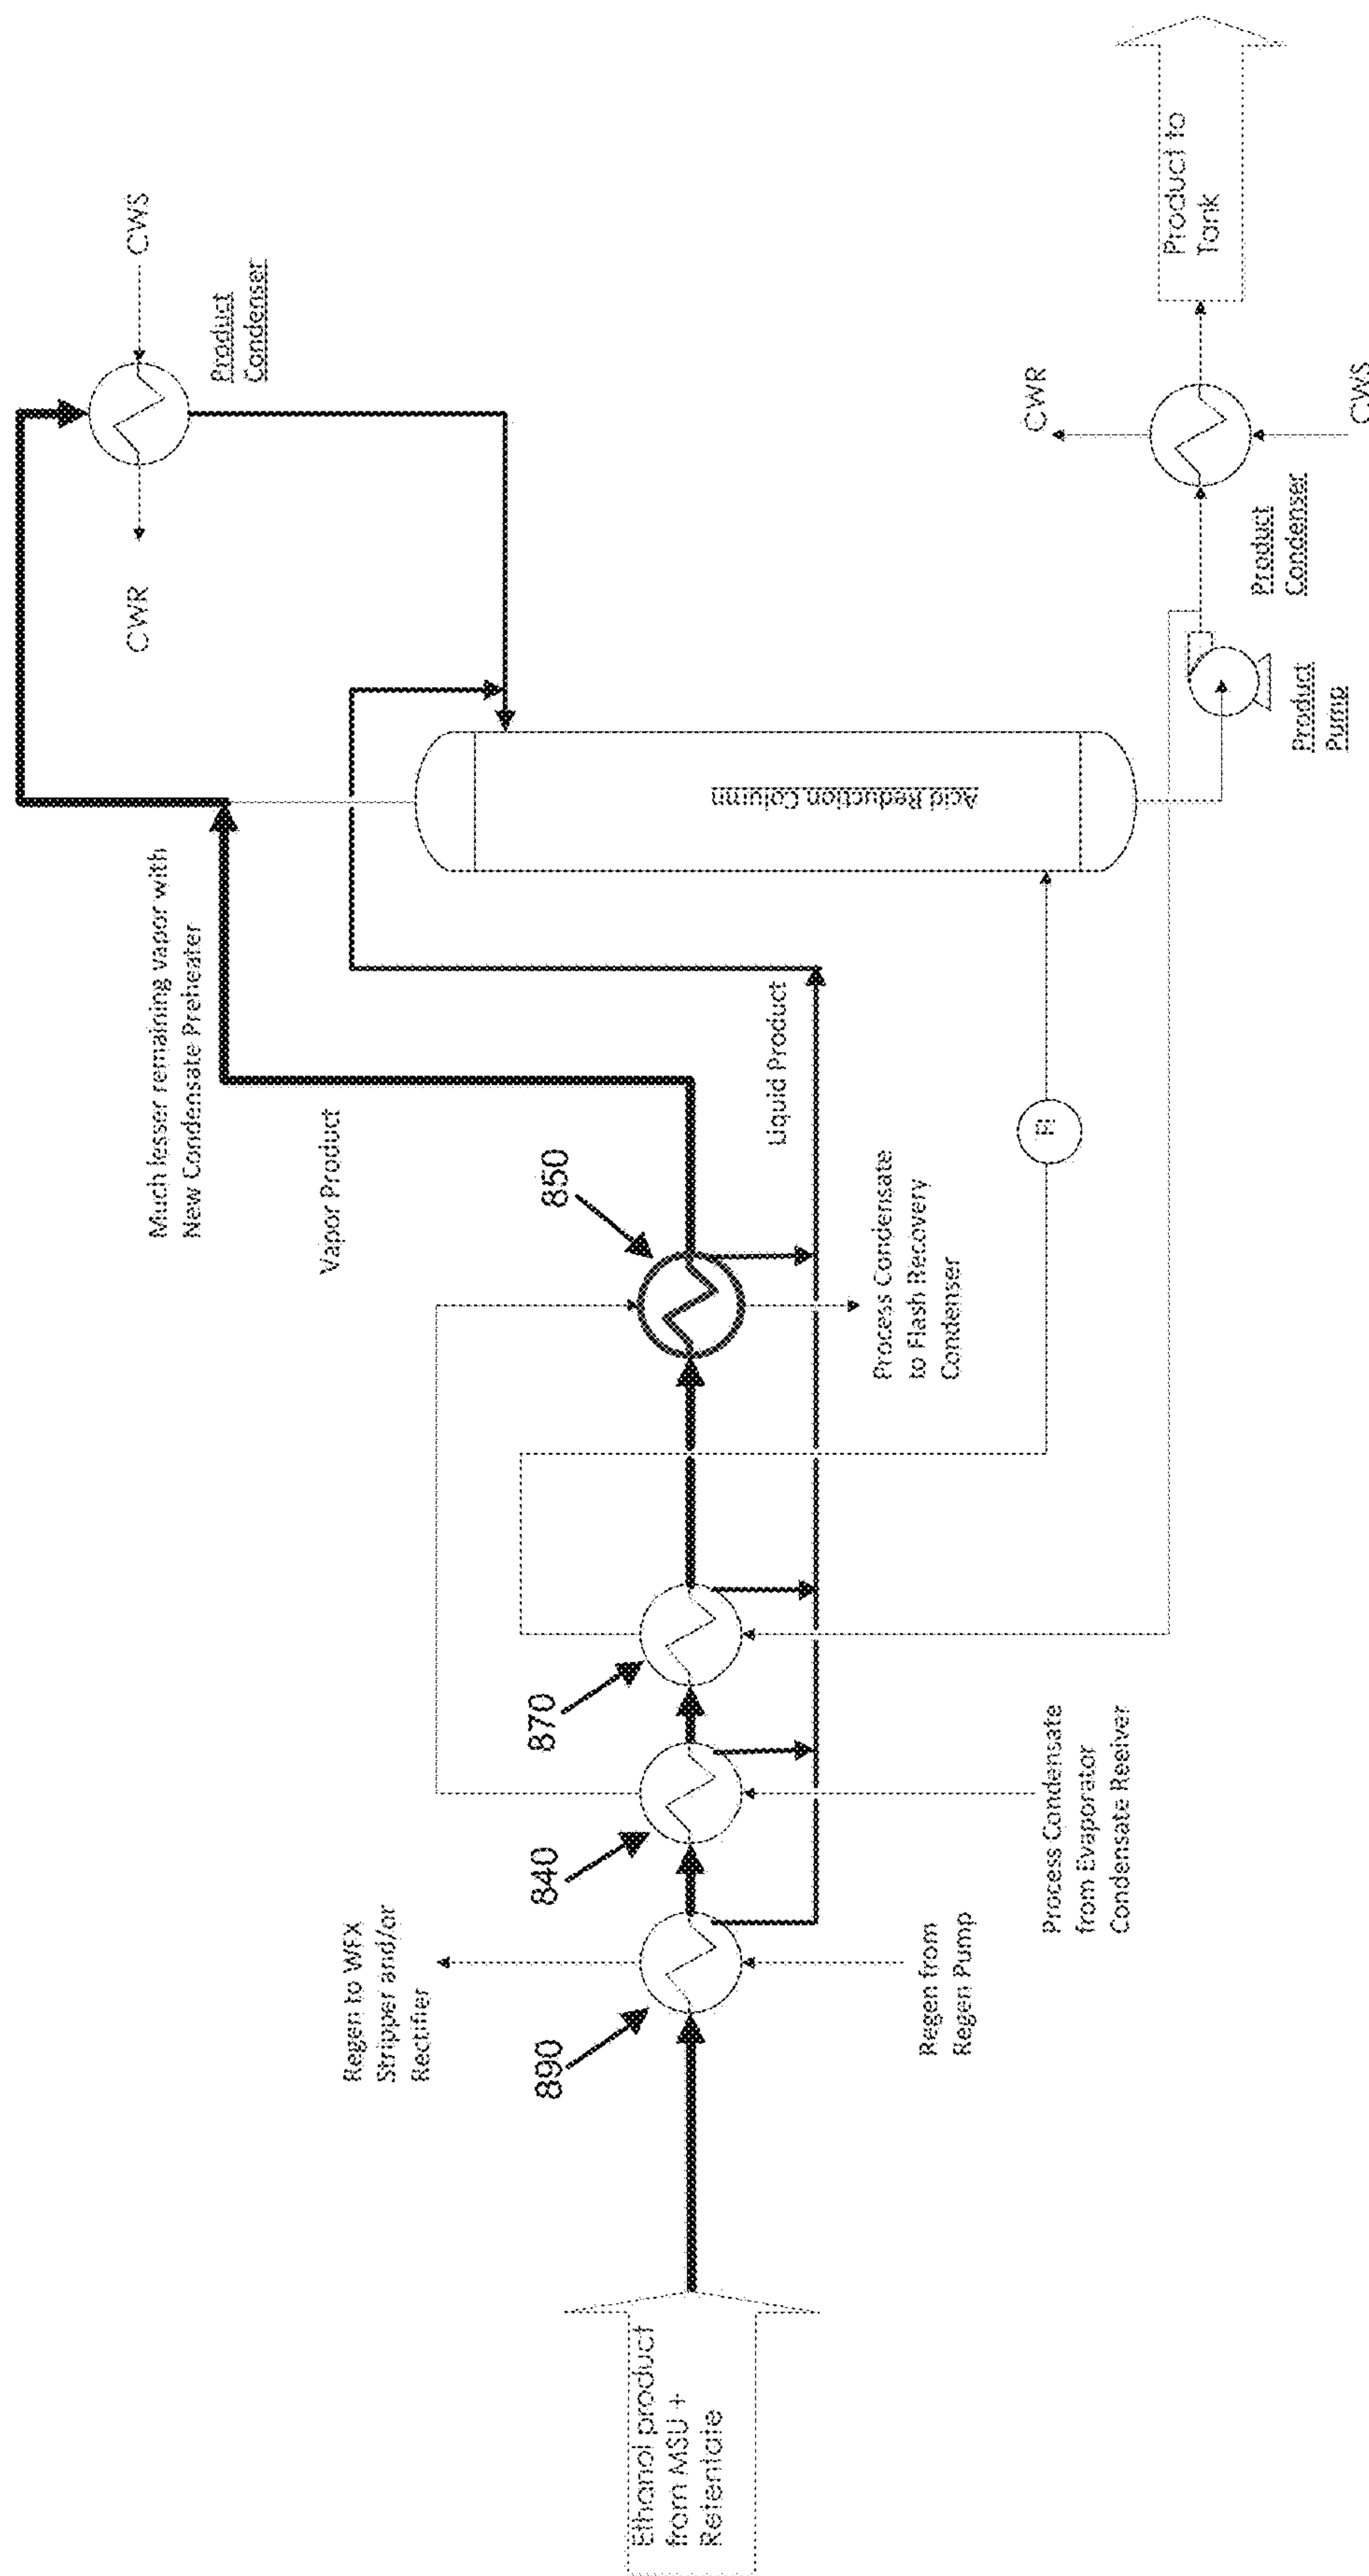 Ethanol product
from MSU +
Retentate
890
Regen to WFX
Stripper and/or
Rectifier
Regen from
Regen Pump
840
Process Condensate
from Evaporator
Condensate Reeiver
870
850
Process Condensate
to Flash Recovery
Condenser
Liquid Product
Vapor Product
Much lesser remaining vapor with
New Condensate Preheater
Acid Reduction Column
CWR
CWS
Product
Condenser
Product
Pump
Product
Condenser
CWR
CWS
Product to
Tank